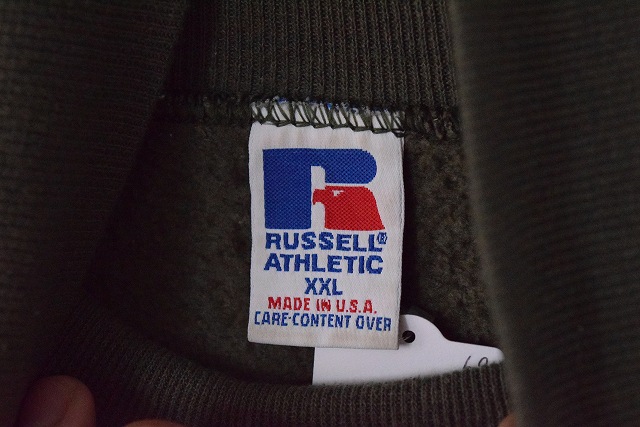 R
RUSSELL®
ATHLETIC
XXL
MADE IN U.S.A.
CARE-CONTENT OVER